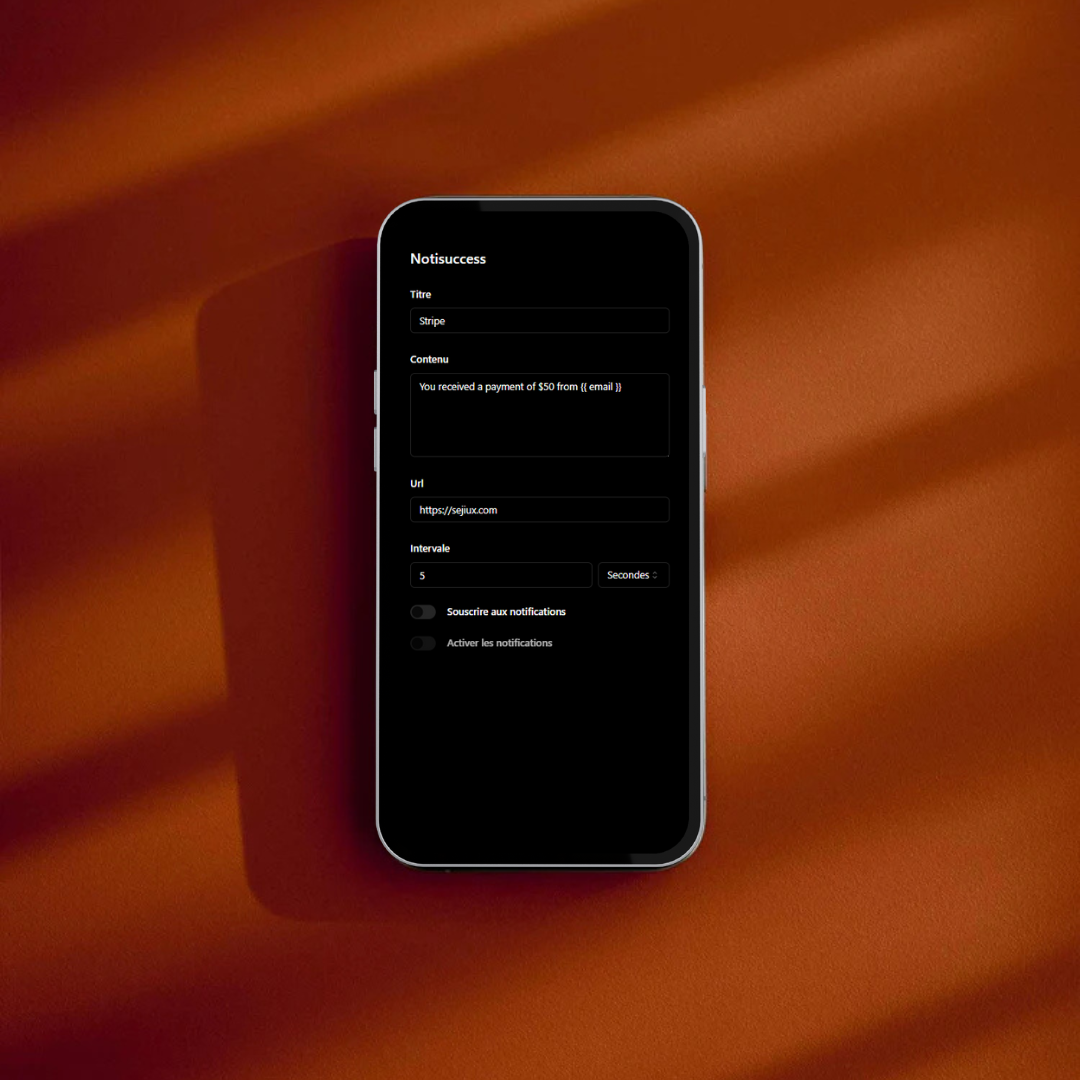 Notisuccess
Titre
Stripe
Contenu
You received a payment of $50 from {{ email }}
Url
https://sejiux.com
Intervale
5 Secondes
Souscrire aux notifications
Activer les notifications